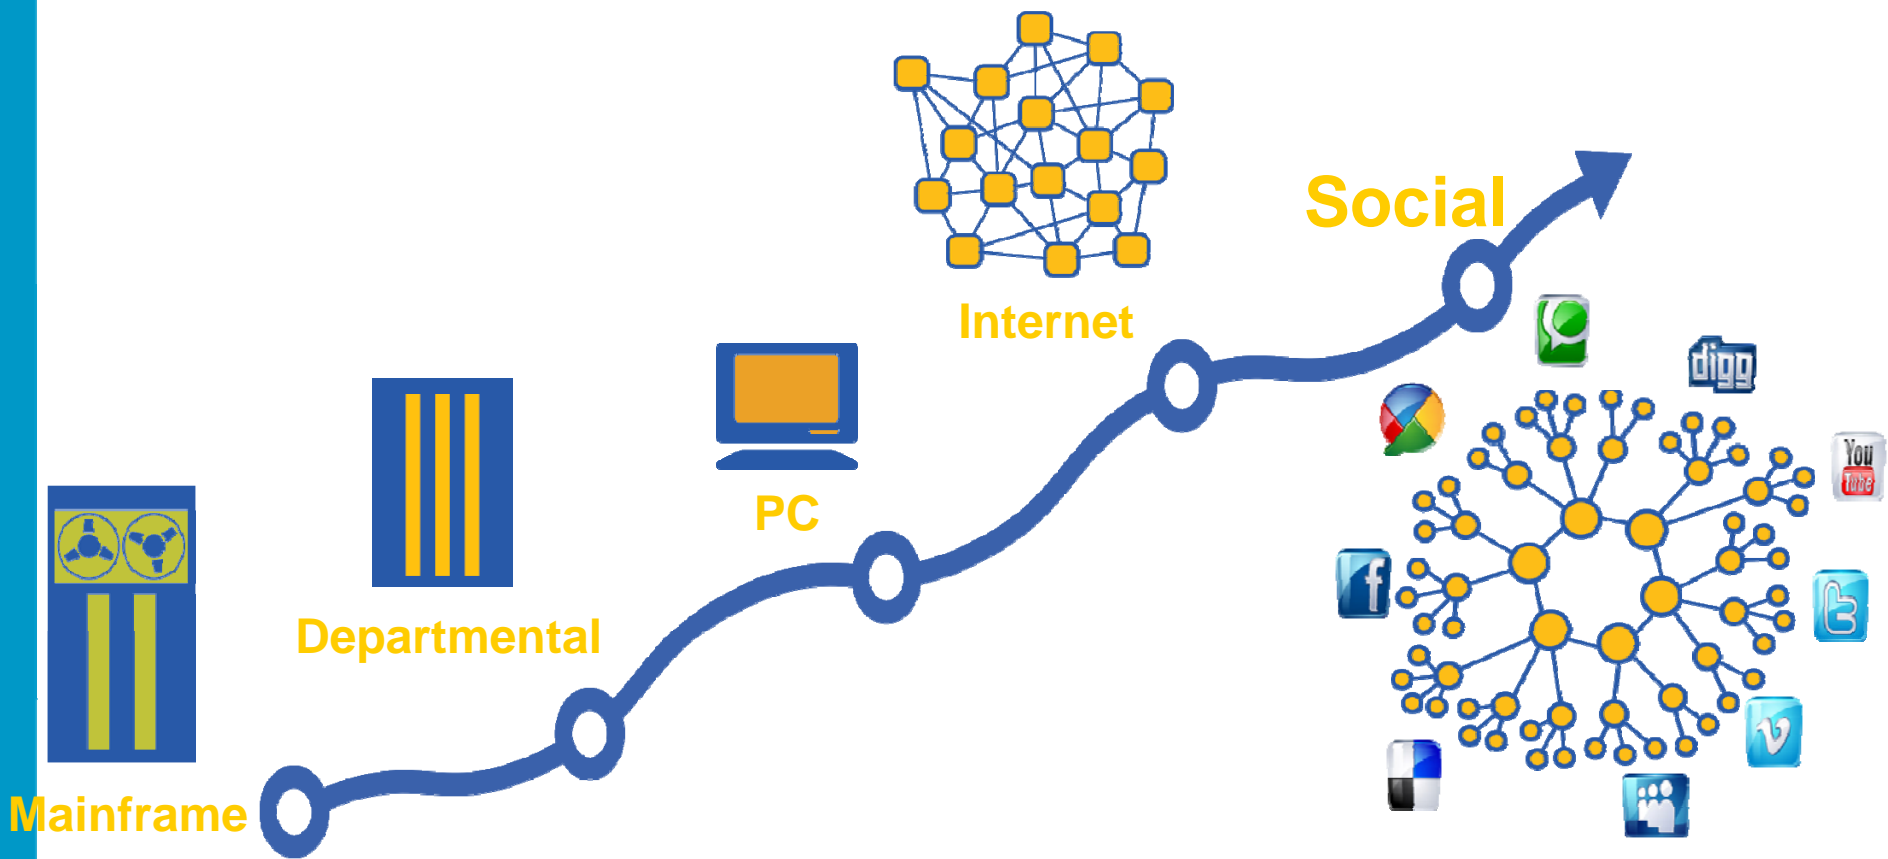 Mainframe
Departmental
PC
Internet
Social
digg
You
Tube
f
t
v